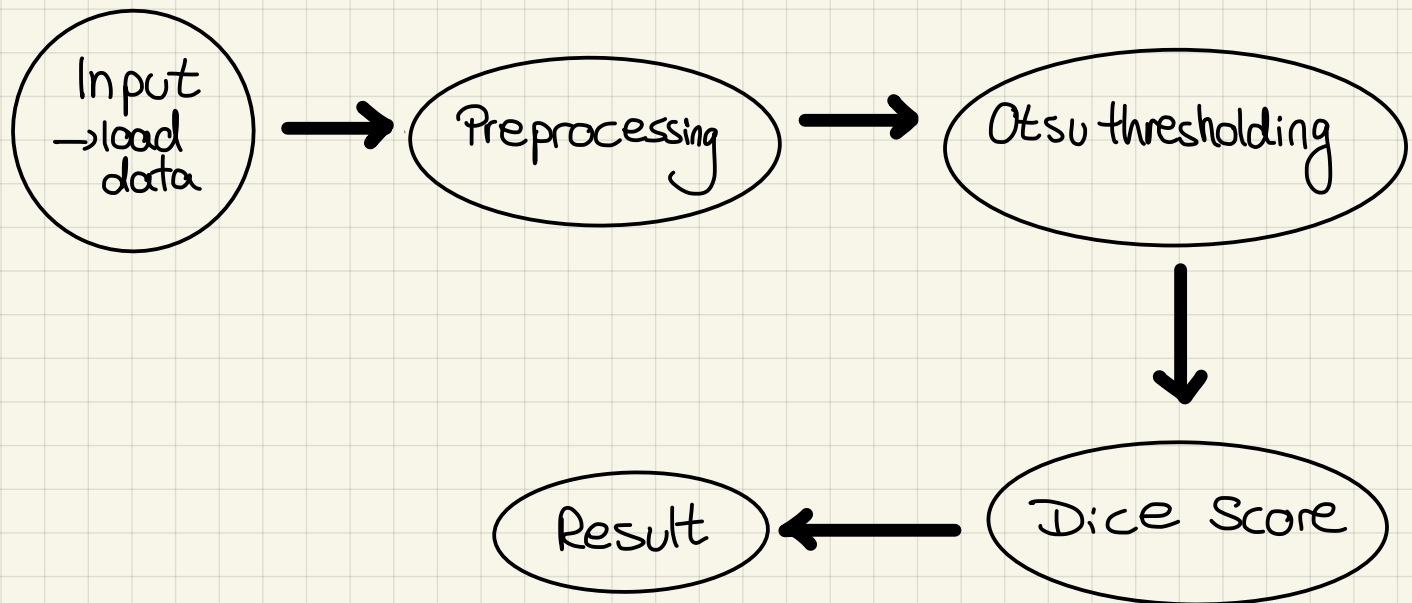 Input
→load
data
Preprocessing
Otsu thresholding
Dice Score
Result